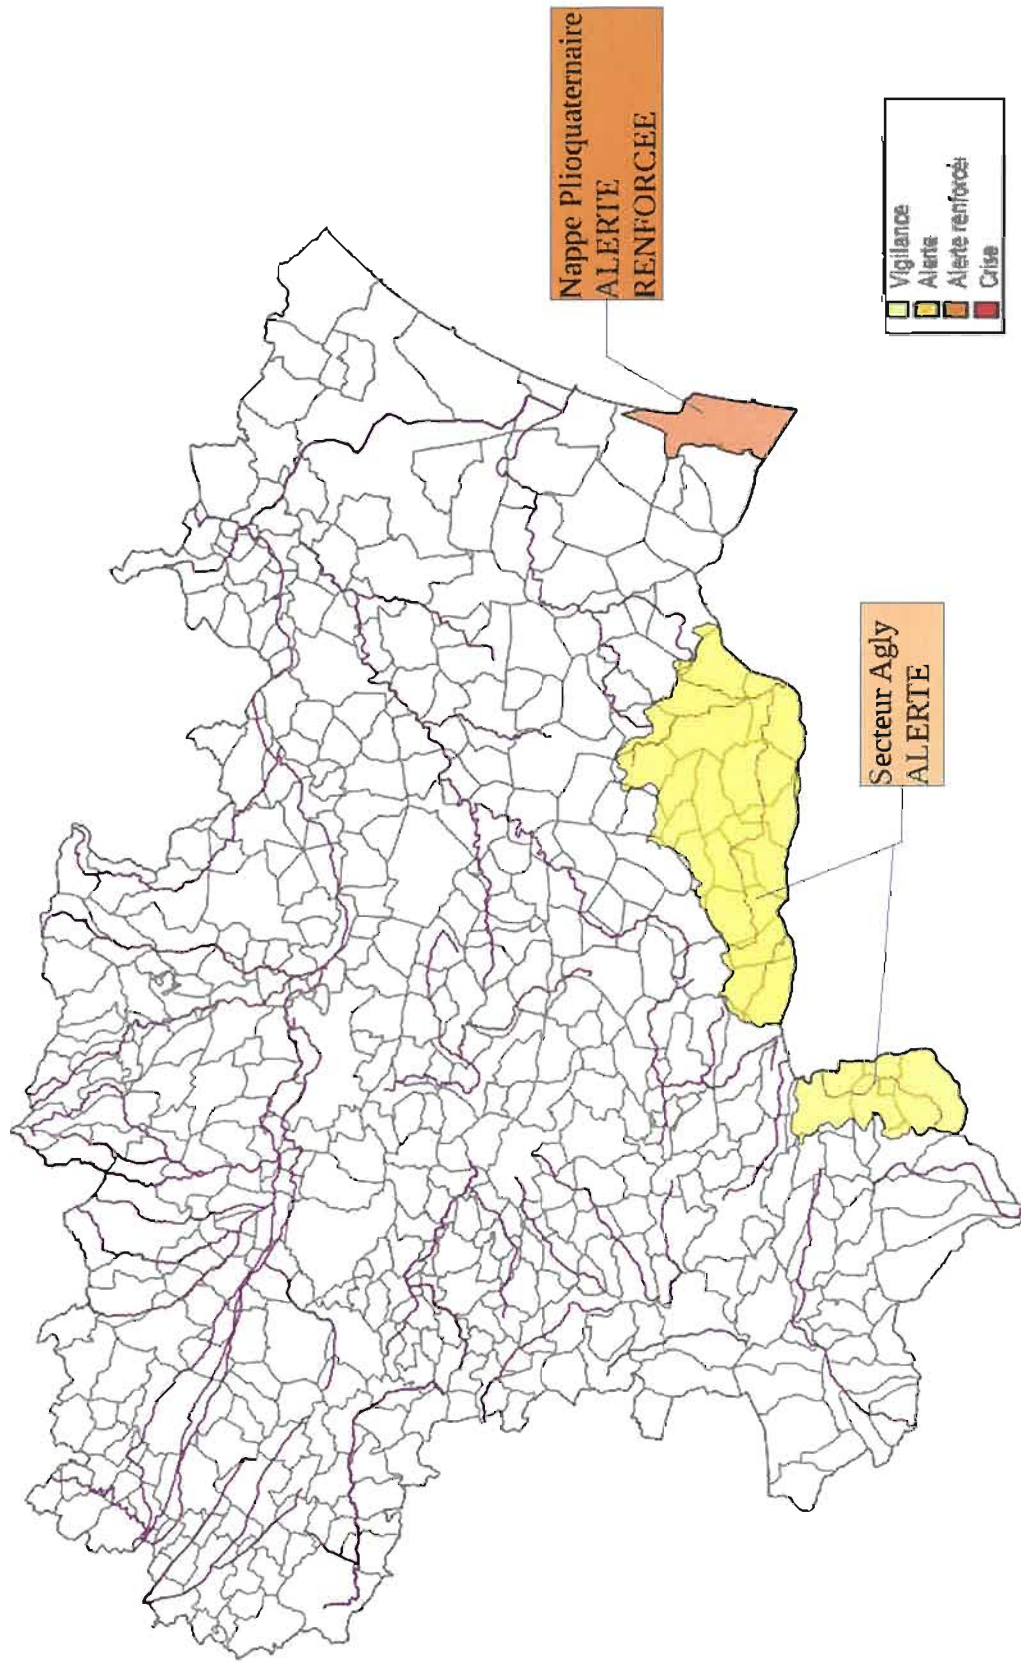 Nappe Plioquaternaire
ALERTE
RENFORCEE
Secteur Agly
ALERTE
Vigilance
Alerte
Alerte renforcée
Crise